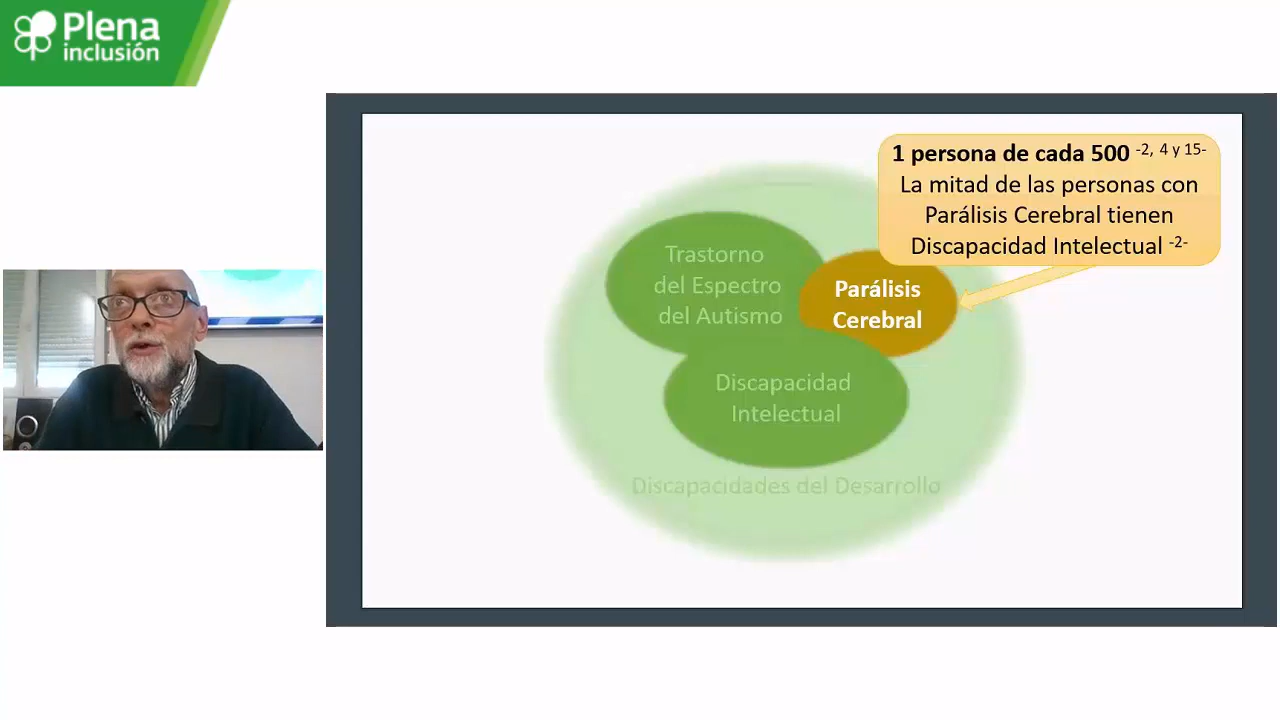 Plena
inclusión
1 persona de cada 500 -2, 4 y 15-
La mitad de las personas con
Parálisis Cerebral tienen
Discapacidad Intelectual -2-
Trastorno
del Espectro
del Autismo
Parálisis
Cerebral
Discapacidad
Intelectual
Discapacidades del Desarrollo